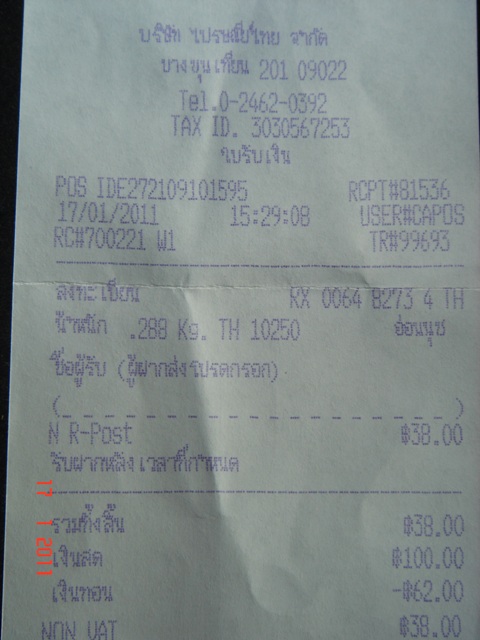 บริษัท ไปรษณีย์ไทย จำกัด
บางขุนเทียน 201 09022
Tel.0-2462-0392
TAX ID. 3030567253
ใบรับเงิน
POS IDE272109101595 RCPT#81536
17/01/2011 15:29:08 USER#CAPOS
RC#700221 W1 TR#99693
ลงทะเบียน RX 0064 8273 4 TH
น้ำหนัก .288 Kg. TH 10250 อ่อนนุช
ชื่อผู้รับ (ผู้ฝากส่งโปรดกรอก)
(_ _ _ _ _ _ _ _ _ _ _ _ _ _ _ _ _ _)
N R-Post ฿38.00
รับฝากหลังเวลาที่กำหนด
รวมทั้งสิ้น ฿38.00
เงินสด ฿100.00
เงินทอน -฿62.00
NON VAT ฿38.00
17 1 2011